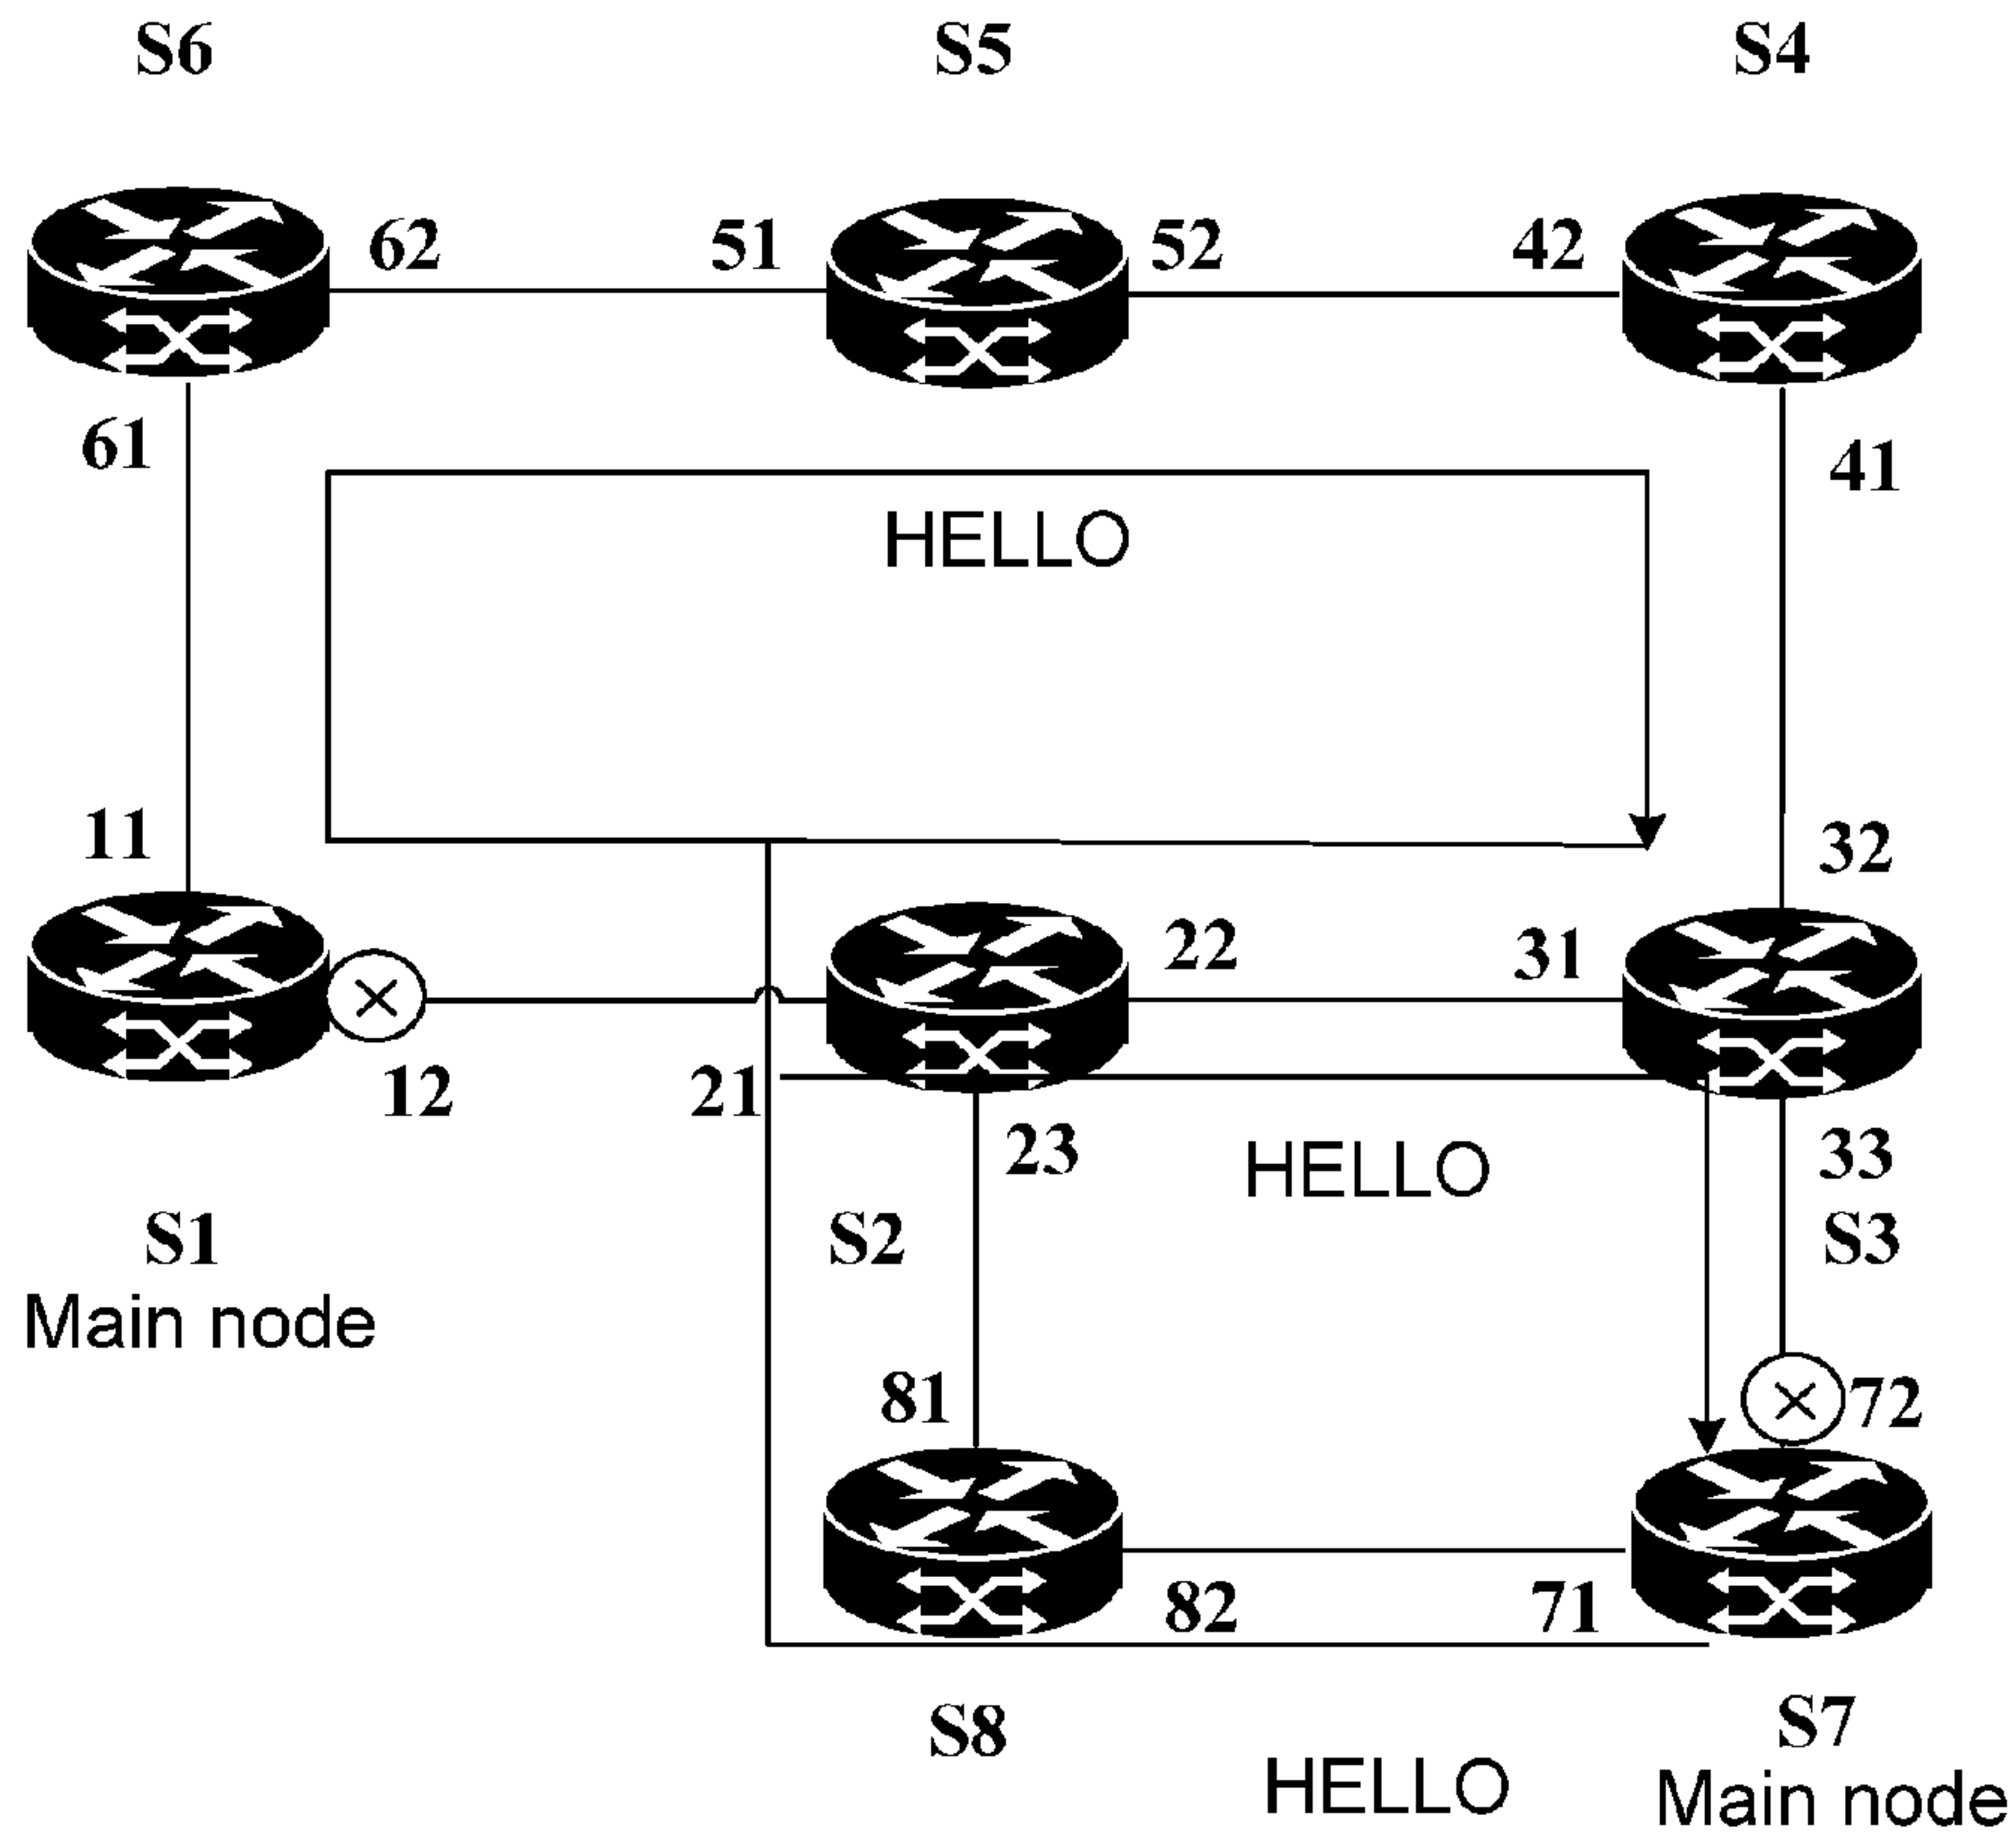 S6 S5 S4
62 51 52 42
61 41
HELLO
11 32
22 31
12 21
23 HELLO 33
S1 S2 S3
Main node
81 72
82 71
S8 S7
HELLO Main node